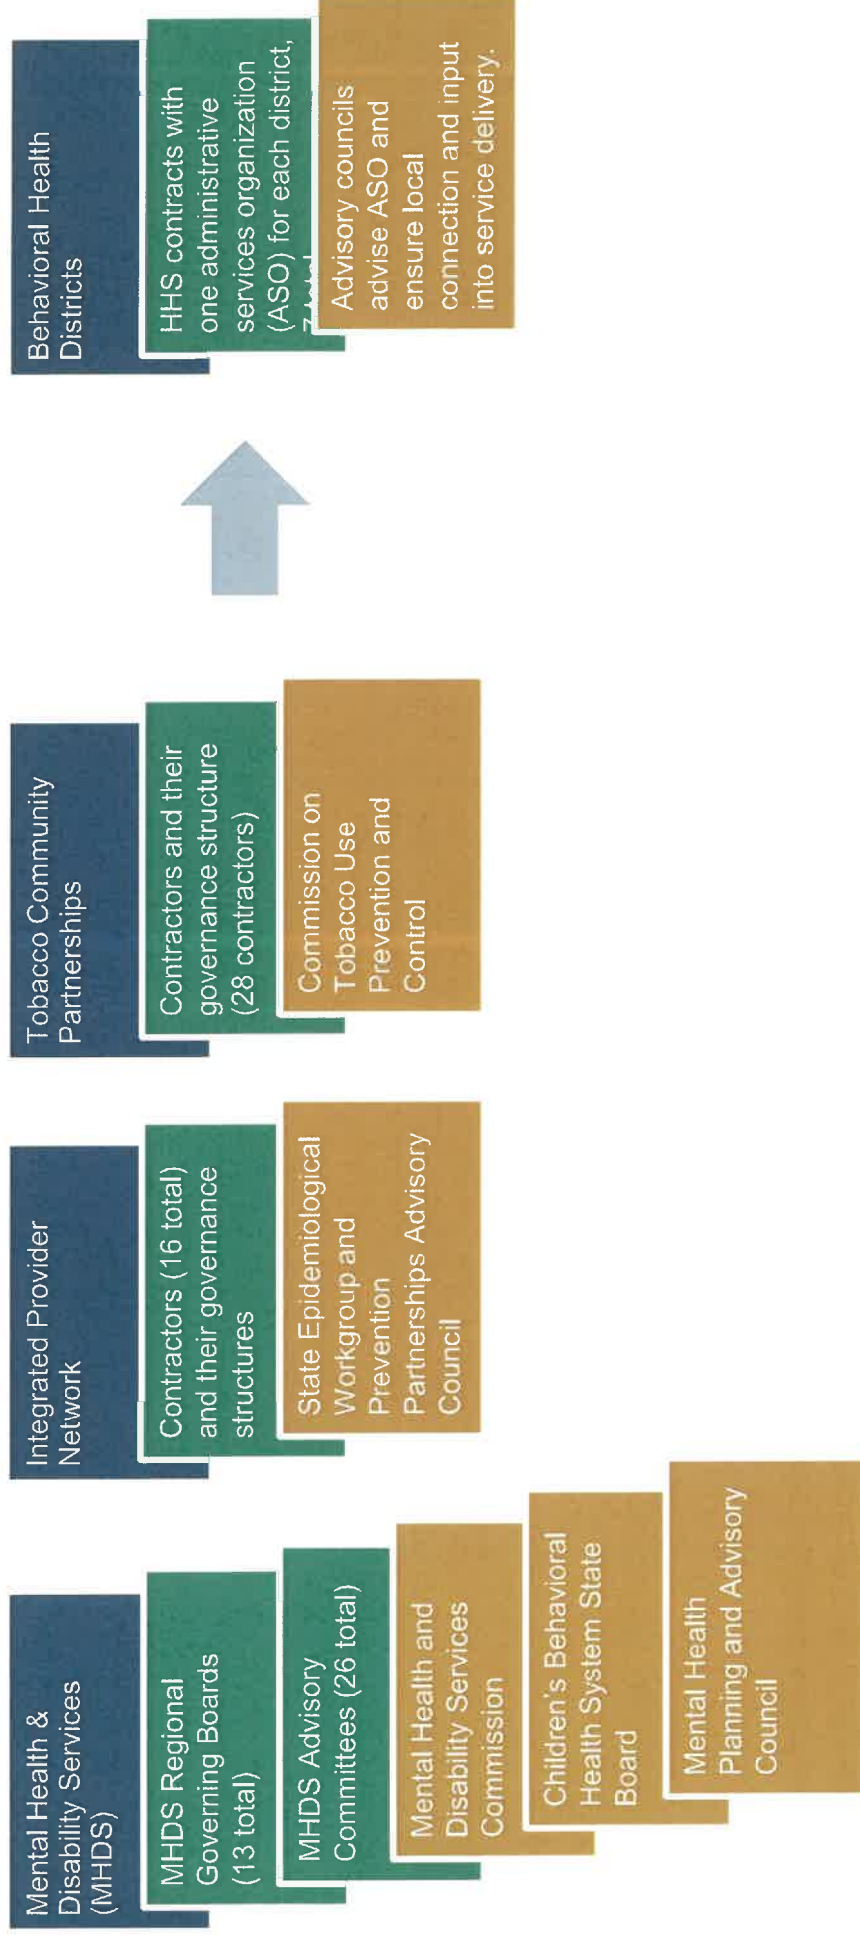 Mental Health &
Disability Services
(MHDS)
MHDS Regional
Governing Boards
(13 total)
MHDS Advisory
Committees (26 total)
Mental Health and
Disability Services
Commission
Children's Behavioral
Health System State
Board
Mental Health
Planning and Advisory
Council
Integrated Provider
Network
Contractors (16 total)
and their governance
structures
State Epidemiological
Workgroup and
Prevention
Partnerships Advisory
Council
Tobacco Community
Partnerships
Contractors and their
governance structure
(28 contractors)
Commission on
Tobacco Use
Prevention and
Control
Behavioral Health
Districts
HHS contracts with
one administrative
services organization
(ASO) for each district,
Advisory councils
advise ASO and
ensure local
connection and input
into service delivery.